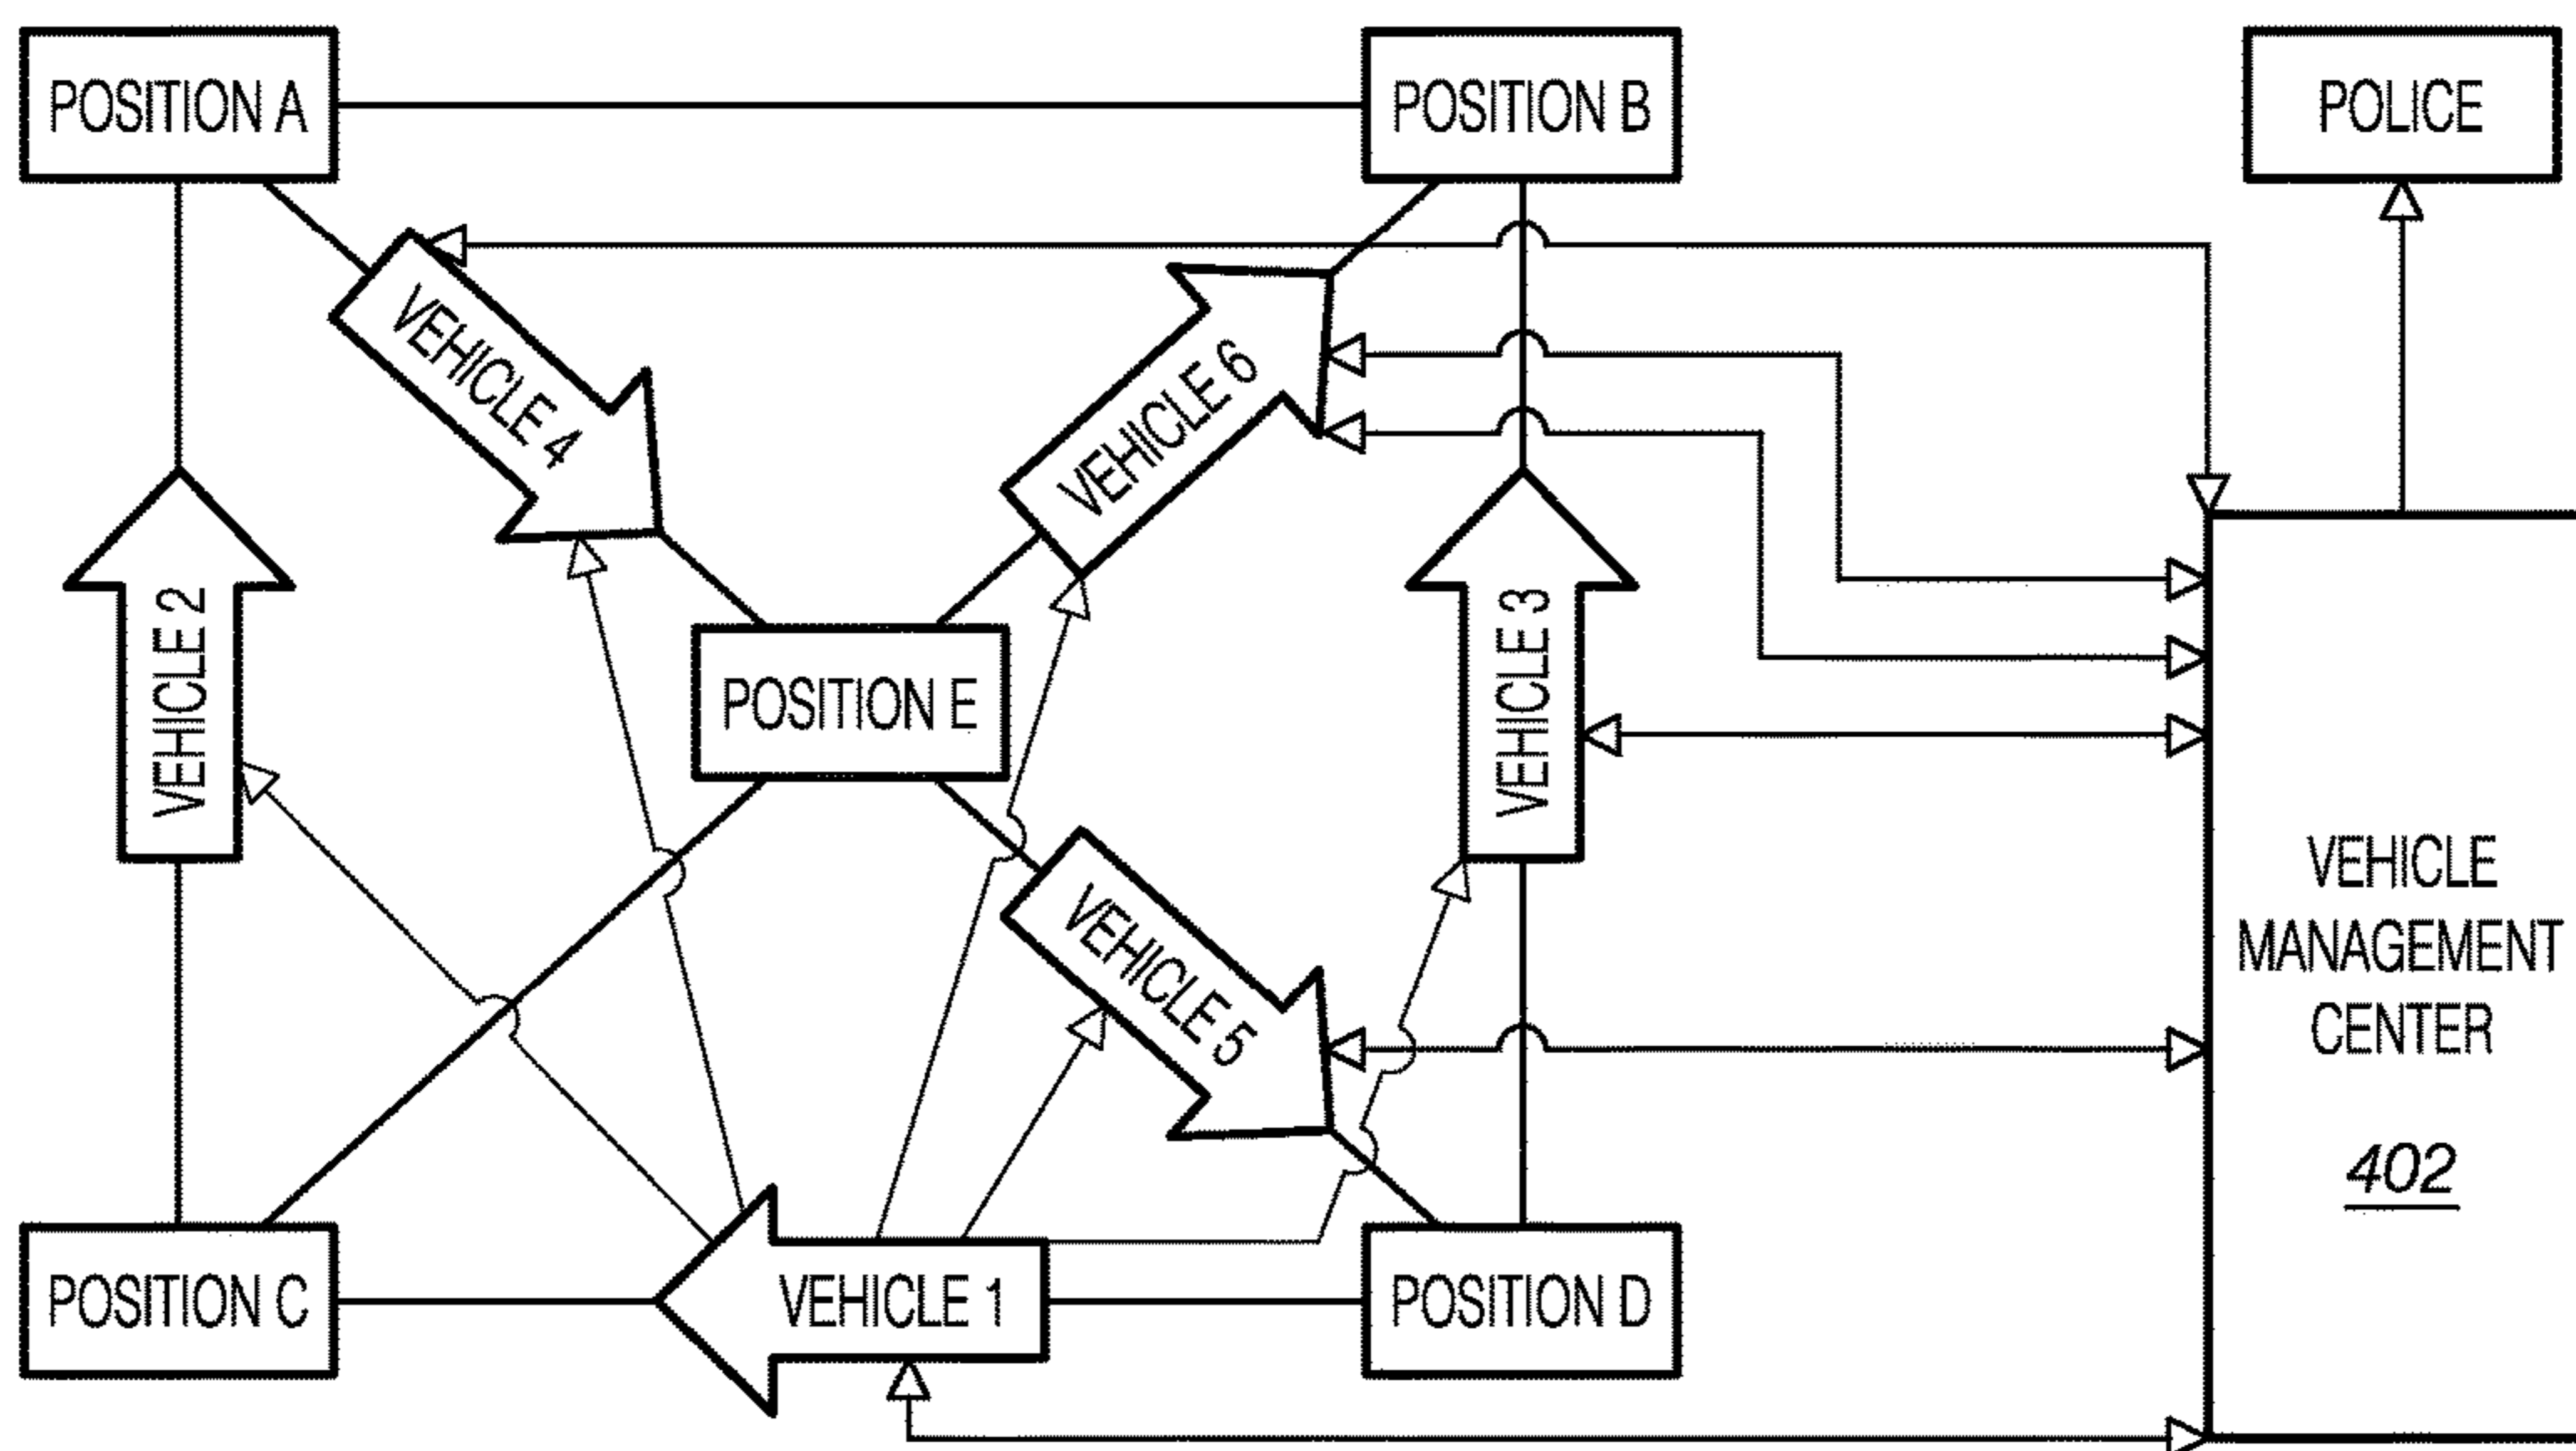 POSITION A
POSITION B
POLICE
VEHICLE 4
VEHICLE 6
VEHICLE 2
VEHICLE 3
POSITION E
VEHICLE 5
VEHICLE
MANAGEMENT
CENTER
402
POSITION C
VEHICLE 1
POSITION D